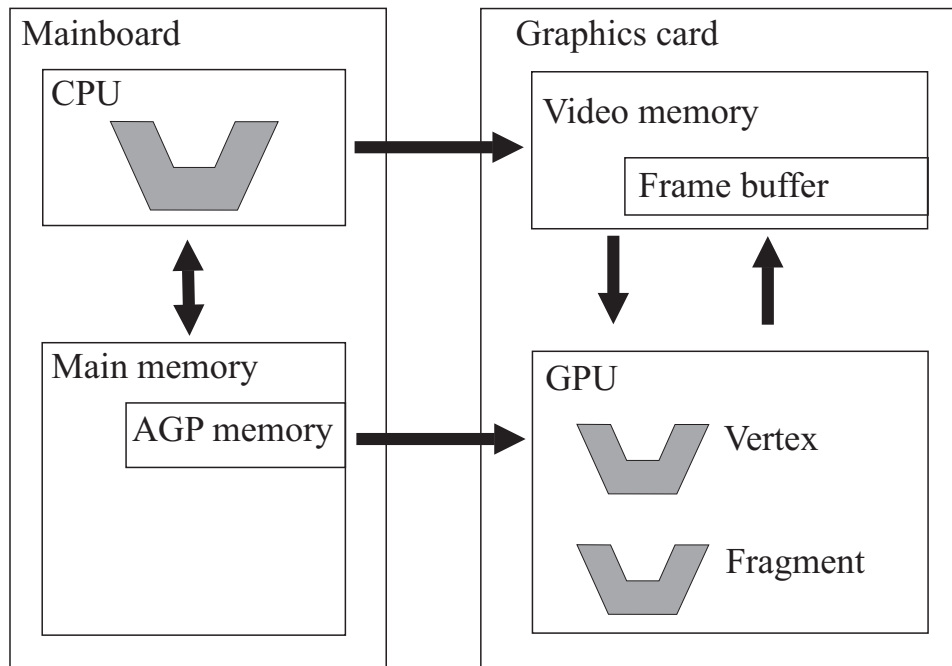 Mainboard
CPU
Main memory
AGP memory
Graphics card
Video memory
Frame buffer
GPU
Vertex
Fragment